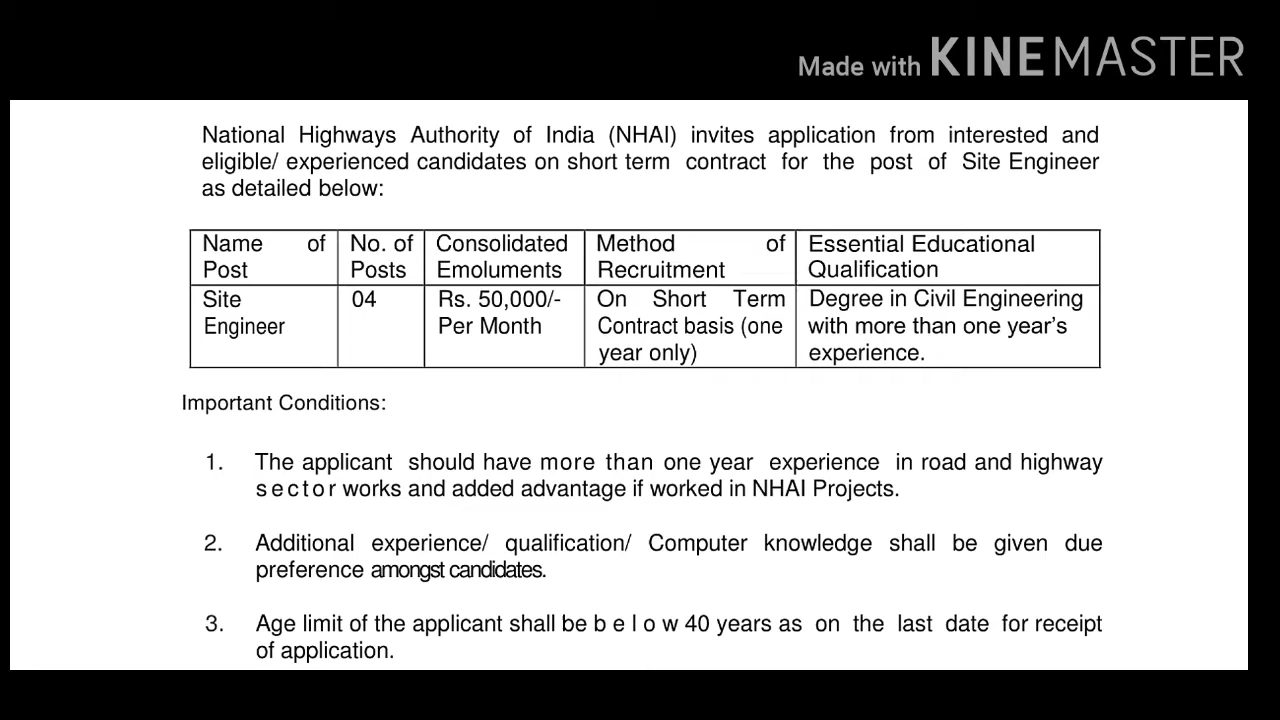 Made with KINEMASTER
National Highways Authority of India (NHAI) invites application from interested and
eligible/ experienced candidates on short term contract for the post of Site Engineer
as detailed below:
Name of Post | No. of Posts | Consolidated Emoluments | Method of Recruitment | Essential Educational Qualification
Site Engineer | 04 | Rs. 50,000/- Per Month | On Short Term Contract basis (one year only) | Degree in Civil Engineering with more than one year's experience.
Important Conditions:
1. The applicant should have more than one year experience in road and highway
sector works and added advantage if worked in NHAI Projects.
2. Additional experience/ qualification/ Computer knowledge shall be given due
preference amongst candidates.
3. Age limit of the applicant shall be below 40 years as on the last date for receipt
of application.